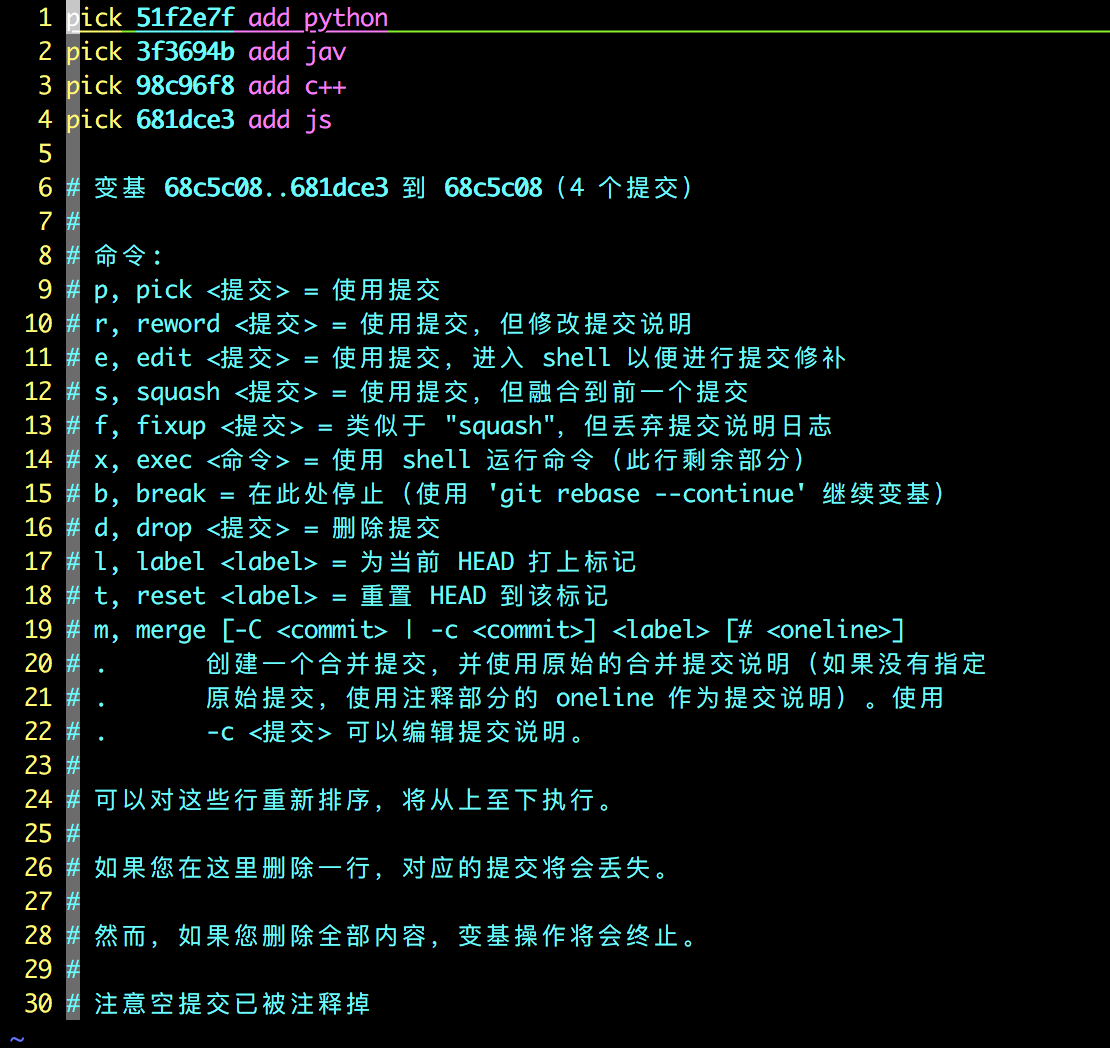 1 pick 51f2e7f add python
2 pick 3f3694b add jav
3 pick 98c96f8 add c++
4 pick 681dce3 add js
5
6 # 变基 68c5c08..681dce3 到 68c5c08（4 个提交）
7 #
8 # 命令:
9 # p, pick <提交> = 使用提交
10 # r, reword <提交> = 使用提交，但修改提交说明
11 # e, edit <提交> = 使用提交，进入 shell 以便进行提交修补
12 # s, squash <提交> = 使用提交，但融合到前一个提交
13 # f, fixup <提交> = 类似于 "squash"，但丢弃提交说明日志
14 # x, exec <命令> = 使用 shell 运行命令（此行剩余部分）
15 # b, break = 在此处停止（使用 'git rebase --continue' 继续变基）
16 # d, drop <提交> = 删除提交
17 # l, label <label> = 为当前 HEAD 打上标记
18 # t, reset <label> = 重置 HEAD 到该标记
19 # m, merge [-C <commit> | -c <commit>] <label> [# <oneline>]
20 # .       创建一个合并提交，并使用原始的合并提交说明（如果没有指定
21 # .       原始提交，使用注释部分的 oneline 作为提交说明）。使用
22 # .       -c <提交> 可以编辑提交说明。
23 #
24 # 可以对这些行重新排序，将从上至下执行。
25 #
26 # 如果您在这里删除一行，对应的提交将会丢失。
27 #
28 # 然而，如果您删除全部内容，变基操作将会终止。
29 #
30 # 注意空提交已被注释掉
~